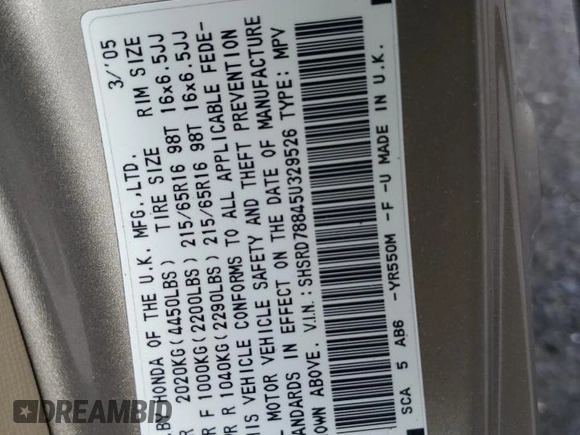 3/'05
HONDA OF THE U.K. MFG.,LTD.
2020KG(4450LBS) TIRE SIZE RIM SIZE
F 1000KG(2200LBS) 215/65R16 98T 16x6.5JJ
R 1040KG(2290LBS) 215/65R16 98T 16x6.5JJ
VEHICLE CONFORMS TO ALL APPLICABLE FEDE-
MOTOR VEHICLE SAFETY AND THEFT PREVENTION
IN EFFECT ON THE DATE OF MANUFACTURE
ABOVE. V.I.N.:SHSRD78845U329526 TYPE: MPV
SCA 5 AB6 -YR550M -F -U MADE IN U.K.
DREAMBID